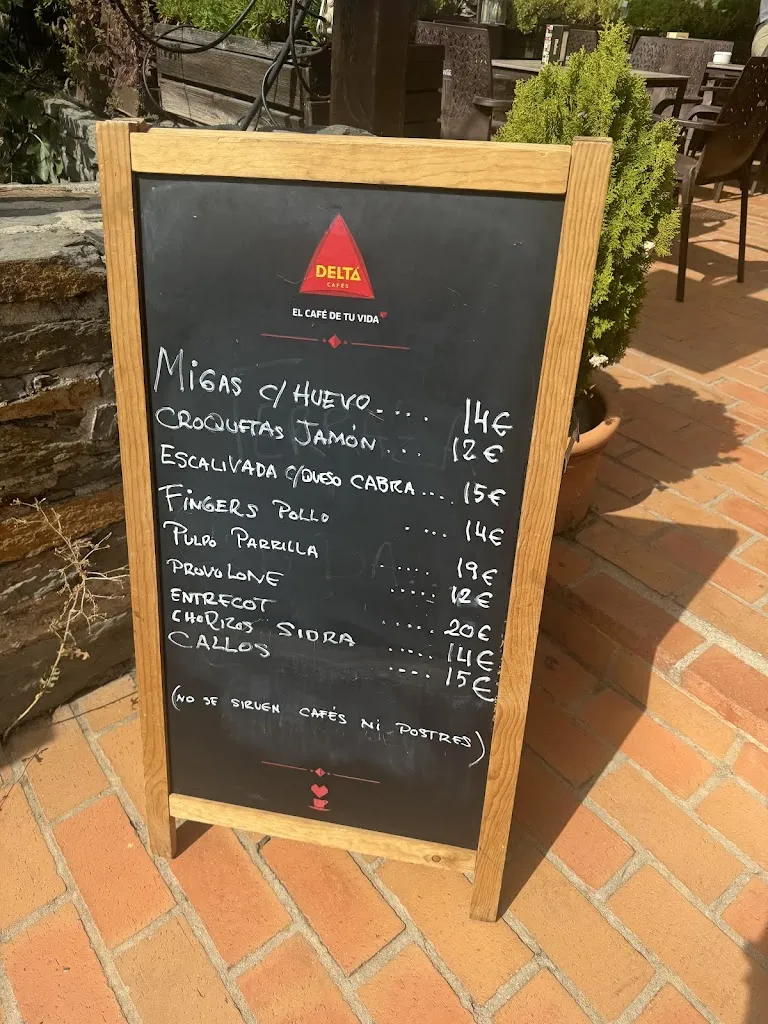 DELTA
CAFÉS
EL CAFÉ DE TU VIDA
MIGAS C/ HUEVO.... 14€
CROQUETAS JAMÓN ... 12€
ESCALIVADA C/QUESO CABRA.... 15€
FINGERS POLLO .... 14€
PULPO PARRILLA ..... 19€
PROVOLONE ..... 12€
ENTRECOT ..... 20€
CHORIZOS SIDRA ..... 14€
CALLOS .... 15€
(NO SE SIRVEN CAFÉS NI POSTRES)